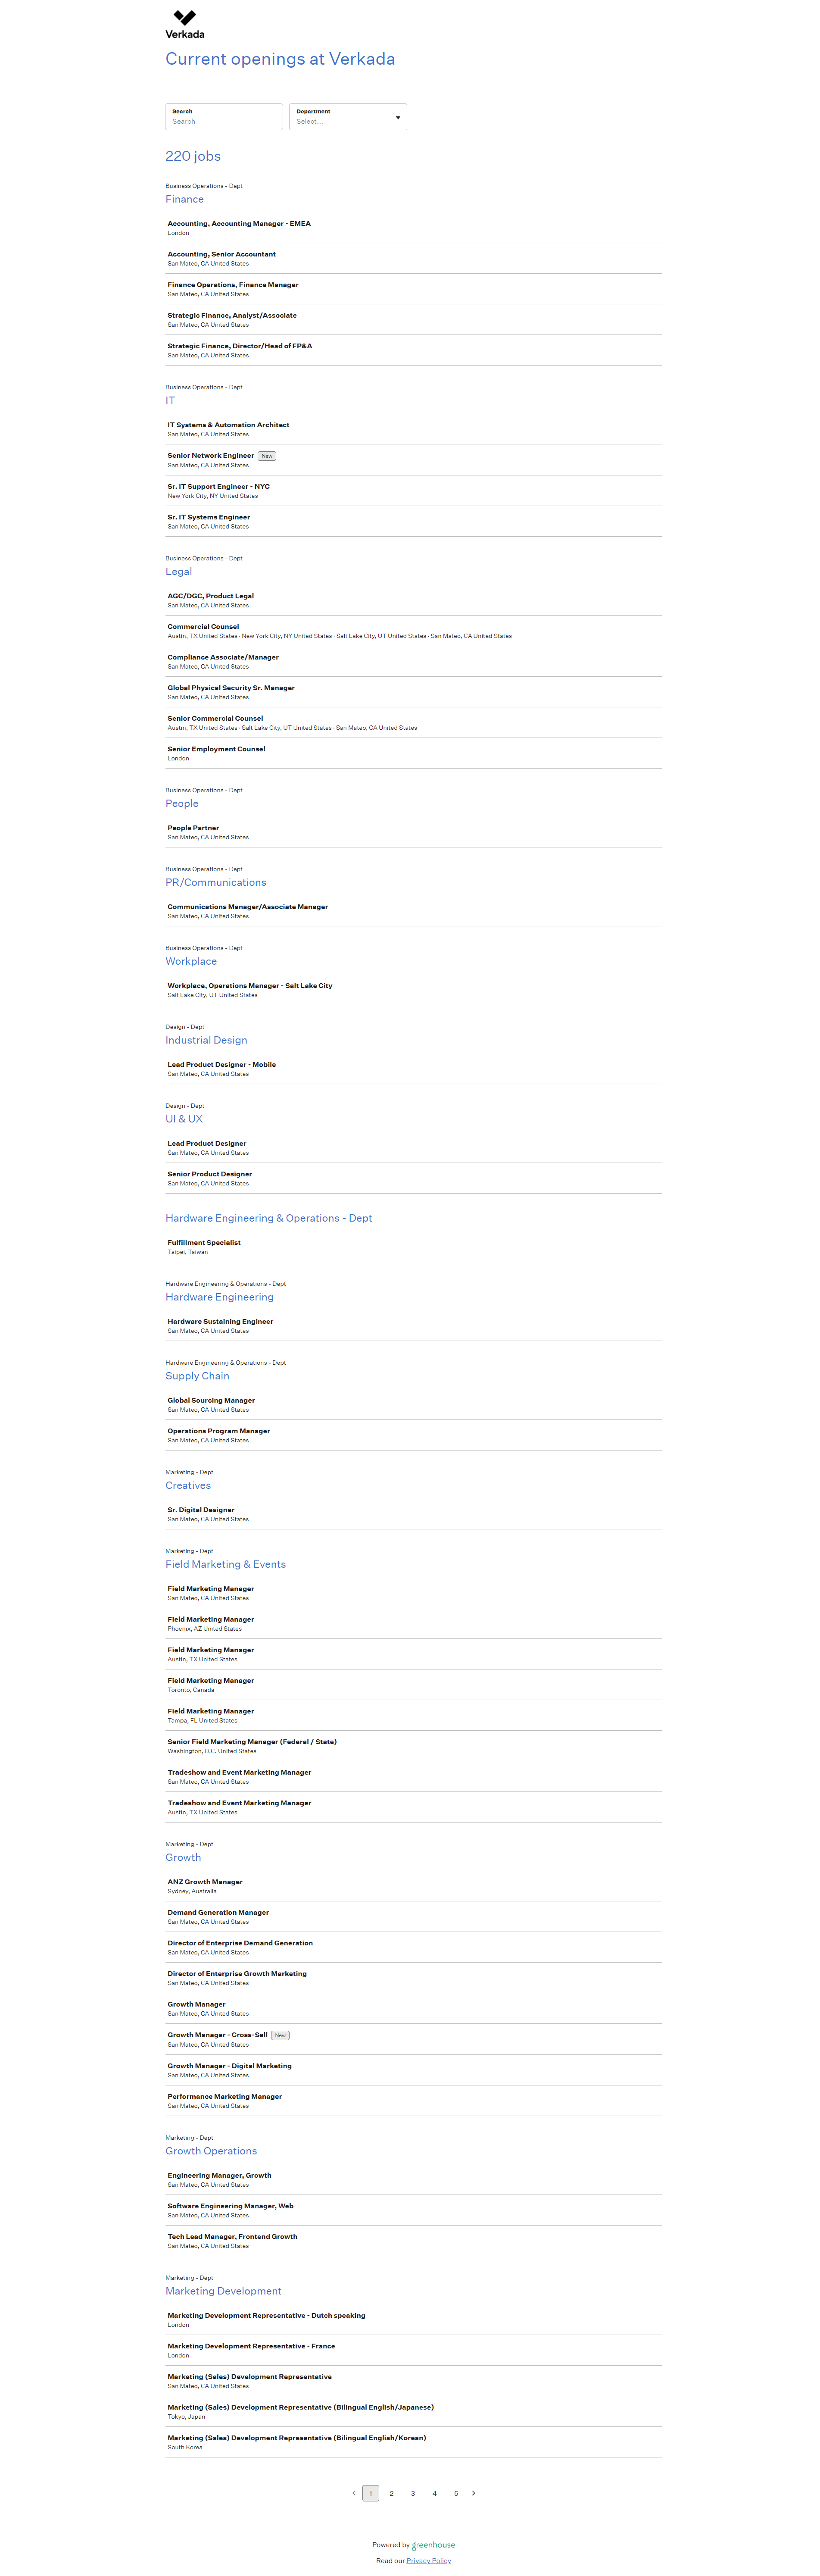 Verkada
Current openings at Verkada
Search
Search
Department
Select...
220 jobs
Business Operations - Dept
Finance
Accounting, Accounting Manager - EMEA
London
Accounting, Senior Accountant
San Mateo, CA United States
Finance Operations, Finance Manager
San Mateo, CA United States
Strategic Finance, Analyst/Associate
San Mateo, CA United States
Strategic Finance, Director/Head of FP&A
San Mateo, CA United States
Business Operations - Dept
IT
IT Systems & Automation Architect
San Mateo, CA United States
Senior Network Engineer New
San Mateo, CA United States
Sr. IT Support Engineer - NYC
New York City, NY United States
Sr. IT Systems Engineer
San Mateo, CA United States
Business Operations - Dept
Legal
AGC/DGC, Product Legal
San Mateo, CA United States
Commercial Counsel
Austin, TX United States · New York City, NY United States · Salt Lake City, UT United States · San Mateo, CA United States
Compliance Associate/Manager
San Mateo, CA United States
Global Physical Security Sr. Manager
San Mateo, CA United States
Senior Commercial Counsel
Austin, TX United States · Salt Lake City, UT United States · San Mateo, CA United States
Senior Employment Counsel
London
Business Operations - Dept
People
People Partner
San Mateo, CA United States
Business Operations - Dept
PR/Communications
Communications Manager/Associate Manager
San Mateo, CA United States
Business Operations - Dept
Workplace
Workplace, Operations Manager - Salt Lake City
Salt Lake City, UT United States
Design - Dept
Industrial Design
Lead Product Designer - Mobile
San Mateo, CA United States
Design - Dept
UI & UX
Lead Product Designer
San Mateo, CA United States
Senior Product Designer
San Mateo, CA United States
Hardware Engineering & Operations - Dept
Fulfillment Specialist
Taipei, Taiwan
Hardware Engineering & Operations - Dept
Hardware Engineering
Hardware Sustaining Engineer
San Mateo, CA United States
Hardware Engineering & Operations - Dept
Supply Chain
Global Sourcing Manager
San Mateo, CA United States
Operations Program Manager
San Mateo, CA United States
Marketing - Dept
Creatives
Sr. Digital Designer
San Mateo, CA United States
Marketing - Dept
Field Marketing & Events
Field Marketing Manager
San Mateo, CA United States
Field Marketing Manager
Phoenix, AZ United States
Field Marketing Manager
Austin, TX United States
Field Marketing Manager
Toronto, Canada
Field Marketing Manager
Tampa, FL United States
Senior Field Marketing Manager (Federal / State)
Washington, D.C. United States
Tradeshow and Event Marketing Manager
San Mateo, CA United States
Tradeshow and Event Marketing Manager
Austin, TX United States
Marketing - Dept
Growth
ANZ Growth Manager
Sydney, Australia
Demand Generation Manager
San Mateo, CA United States
Director of Enterprise Demand Generation
San Mateo, CA United States
Director of Enterprise Growth Marketing
San Mateo, CA United States
Growth Manager
San Mateo, CA United States
Growth Manager - Cross-Sell New
San Mateo, CA United States
Growth Manager - Digital Marketing
San Mateo, CA United States
Performance Marketing Manager
San Mateo, CA United States
Marketing - Dept
Growth Operations
Engineering Manager, Growth
San Mateo, CA United States
Software Engineering Manager, Web
San Mateo, CA United States
Tech Lead Manager, Frontend Growth
San Mateo, CA United States
Marketing - Dept
Marketing Development
Marketing Development Representative - Dutch speaking
London
Marketing Development Representative - France
London
Marketing (Sales) Development Representative
San Mateo, CA United States
Marketing (Sales) Development Representative (Bilingual English/Japanese)
Tokyo, Japan
Marketing (Sales) Development Representative (Bilingual English/Korean)
South Korea
1 2 3 4 5
Powered by greenhouse
Read our Privacy Policy